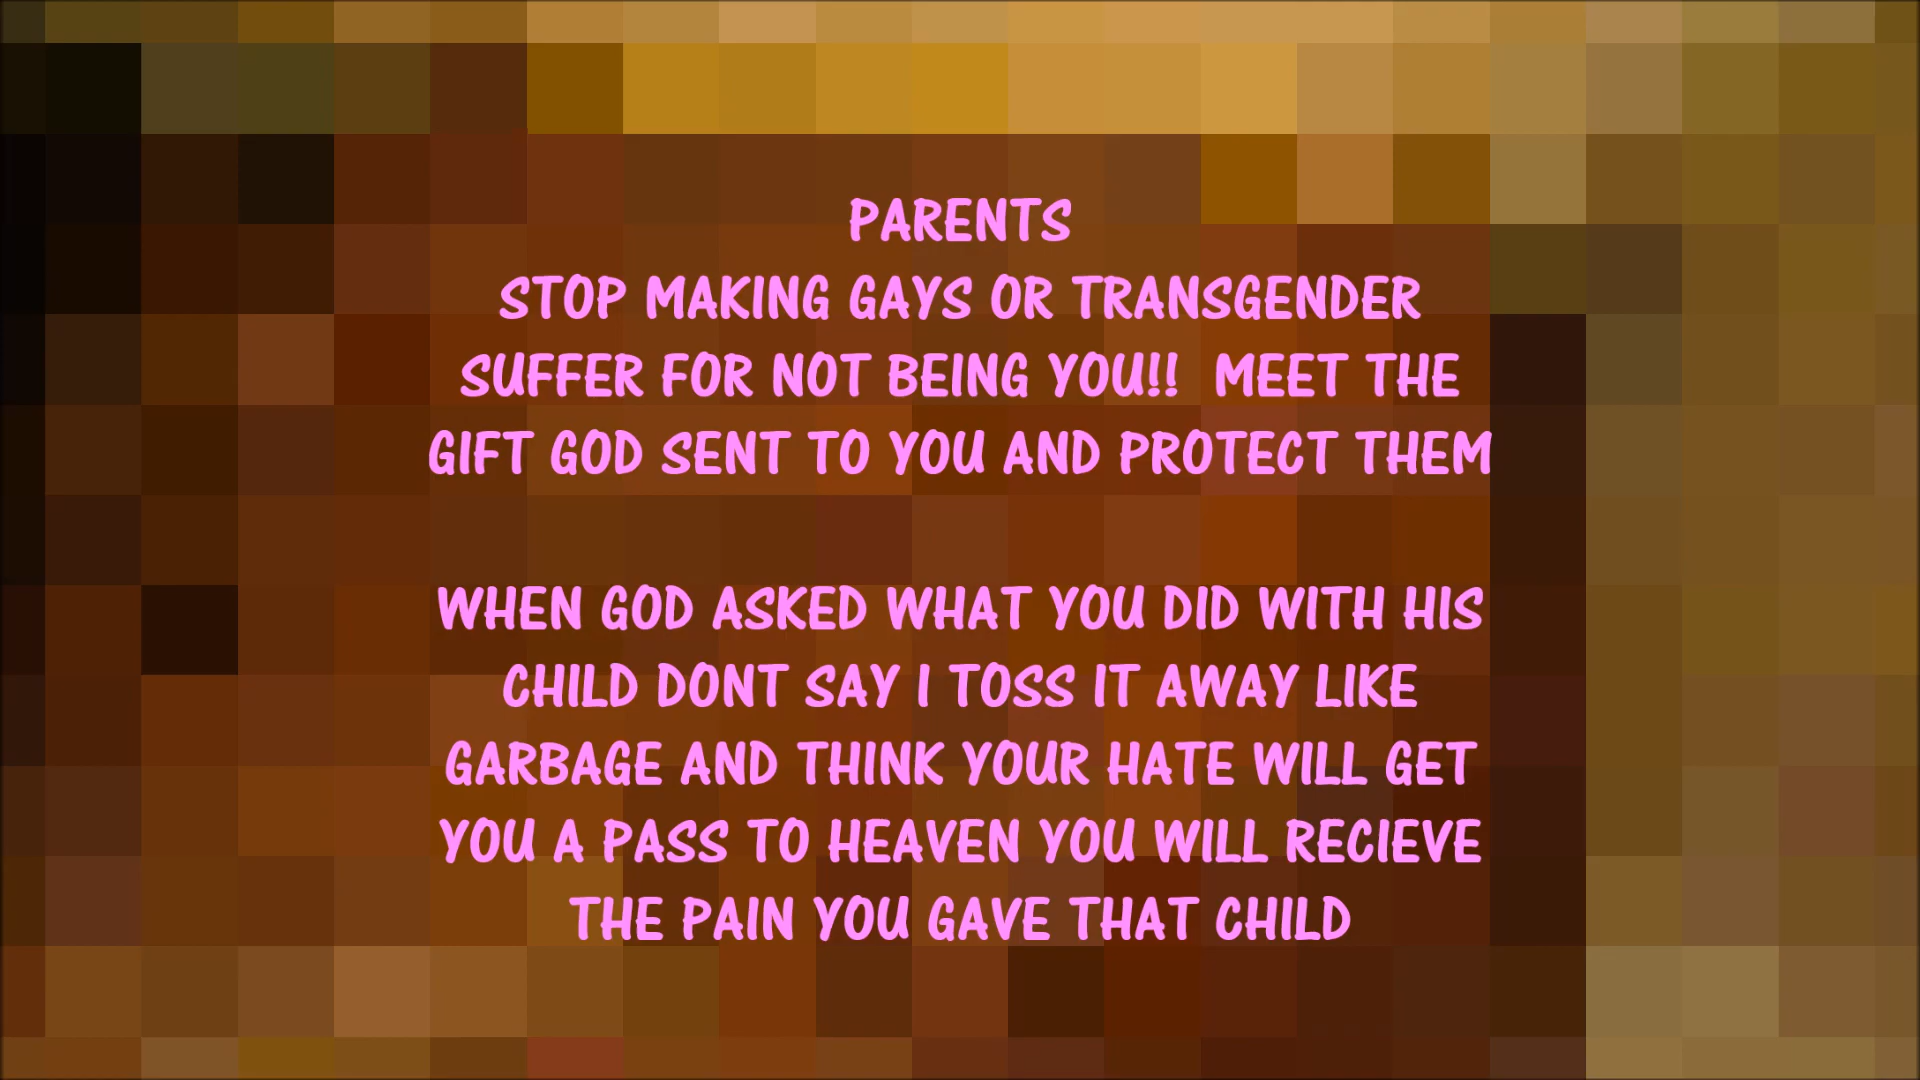 PARENTS
STOP MAKING GAYS OR TRANSGENDER
SUFFER FOR NOT BEING YOU!!  MEET THE
GIFT GOD SENT TO YOU AND PROTECT THEM
WHEN GOD ASKED WHAT YOU DID WITH HIS
CHILD DONT SAY I TOSS IT AWAY LIKE
GARBAGE AND THINK YOUR HATE WILL GET
YOU A PASS TO HEAVEN YOU WILL RECIEVE
THE PAIN YOU GAVE THAT CHILD